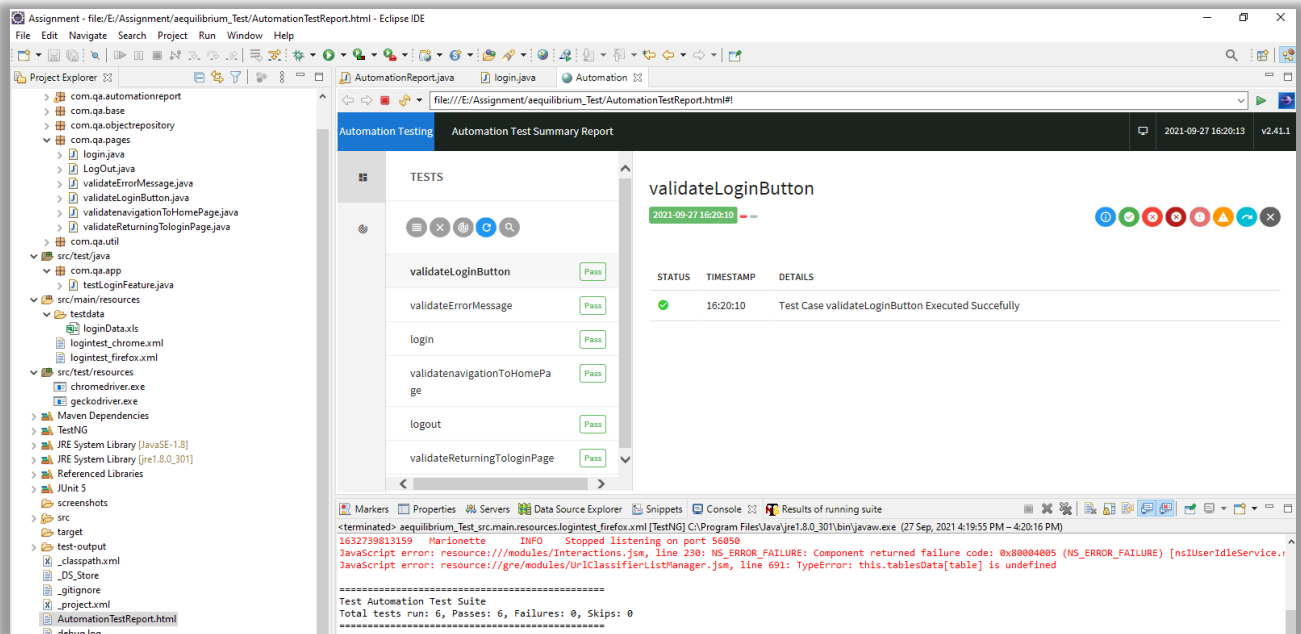 Assignment - file:/E:/Assignment/aequilibrium_Test/AutomationTestReport.html - Eclipse IDE
File Edit Navigate Search Project Run Window Help
Project Explorer
com.qa.automationreport
com.qa.base
com.qa.objectrepository
com.qa.pages
login.java
LogOut.java
validateErrorMessage.java
validateLoginButton.java
validatenavigationToHomePage.java
validateReturningTologinPage.java
com.qa.util
src/test/java
com.qa.app
testLoginFeature.java
src/main/resources
testdata
loginData.xls
logintest_chrome.xml
logintest_firefox.xml
src/test/resources
chromedriver.exe
geckodriver.exe
Maven Dependencies
TestNG
JRE System Library [JavaSE-1.8]
JRE System Library [jre1.8.0_301]
Referenced Libraries
JUnit 5
screenshots
src
target
test-output
_classpath.xml
_DS_Store
_gitignore
_project.xml
AutomationTestReport.html
debug.log
AutomationReport.java login.java Automation
file:///E:/Assignment/aequilibrium_Test/AutomationTestReport.html#!
Automation Testing Automation Test Summary Report 2021-09-27 16:20:13 v2.41.1
TESTS
validateLoginButton Pass
validateErrorMessage Pass
login Pass
validatenavigationToHomePa
ge Pass
logout Pass
validateReturningTologinPage Pass
validateLoginButton
2021-09-27 16:20:10
STATUS TIMESTAMP DETAILS
16:20:10 Test Case validateLoginButton Executed Succefully
Markers Properties Servers Data Source Explorer Snippets Console Results of running suite
<terminated> aequilibrium_Test_src.main.resources.logintest_firefox.xml [TestNG] C:\Program Files\Java\jre1.8.0_301\bin\javaw.exe (27 Sep, 2021 4:19:55 PM – 4:20:16 PM)
1632739813159 Marionette INFO Stopped listening on port 56050
JavaScript error: resource:///modules/Interactions.jsm, line 230: NS_ERROR_FAILURE: Component returned failure code: 0x80004005 (NS_ERROR_FAILURE) [nsIUserIdleService.r
JavaScript error: resource://gre/modules/UrlClassifierListManager.jsm, line 691: TypeError: this.tablesData[table] is undefined
===============================================
Test Automation Test Suite
Total tests run: 6, Passes: 6, Failures: 0, Skips: 0
===============================================